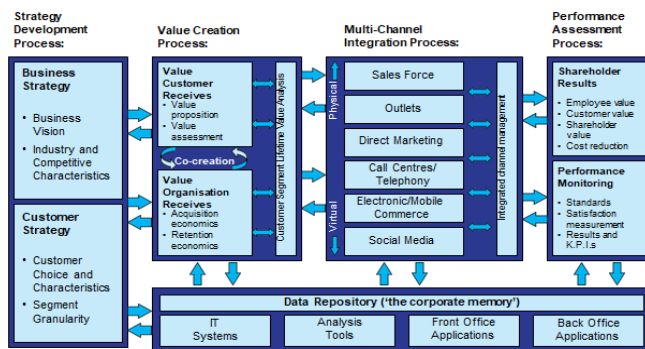 Strategy
Development
Process:
Business
Strategy
• Business
Vision
• Industry and
Competitive
Characteristics
Customer
Strategy
• Customer
Choice and
Characteristics
• Segment
Granularity
Value Creation
Process:
Value
Customer
Receives
• Value
proposition
• Value
assessment
Co-creation
Value
Organisation
Receives
• Acquisition
economics
• Retention
economics
Customer Segment Lifetime Value Analysis
Multi-Channel
Integration Process:
Physical
Virtual
Sales Force
Outlets
Direct Marketing
Call Centres/
Telephony
Electronic/Mobile
Commerce
Social Media
Integrated channel management
Performance
Assessment
Process:
Shareholder
Results
• Employee value
• Customer value
• Shareholder
value
• Cost reduction
Performance
Monitoring
• Standards
• Satisfaction
measurement
• Results and
K.P.I.s
Data Repository (‘the corporate memory’)
IT
Systems
Analysis
Tools
Front Office
Applications
Back Office
Applications